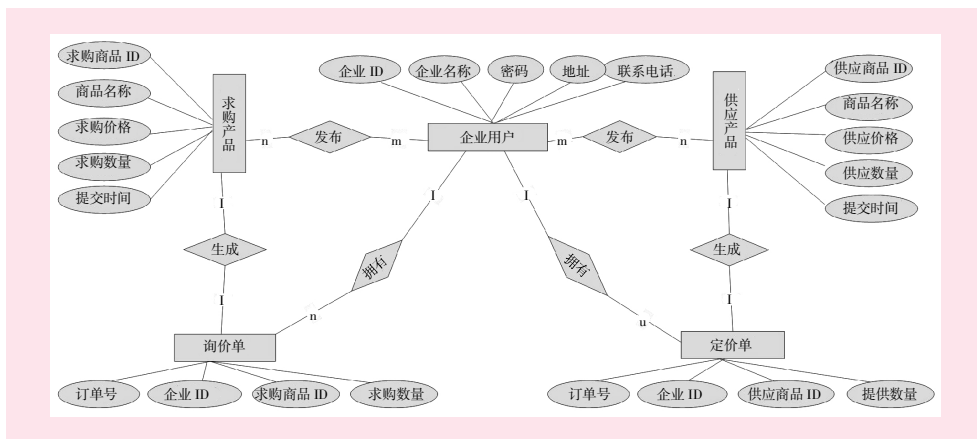 求购商品 ID
商品名称
求购价格
求购数量
提交时间
求购产品
企业 ID
企业名称
密码
地址
联系电话
企业用户
供应商品 ID
商品名称
供应价格
供应数量
提交时间
供应产品
n
发布
m
m
发布
n
I
生成
I
I
拥有
n
I
拥有
u
I
生成
I
询价单
订单号
企业 ID
求购商品 ID
求购数量
定价单
订单号
企业 ID
供应商品 ID
提供数量